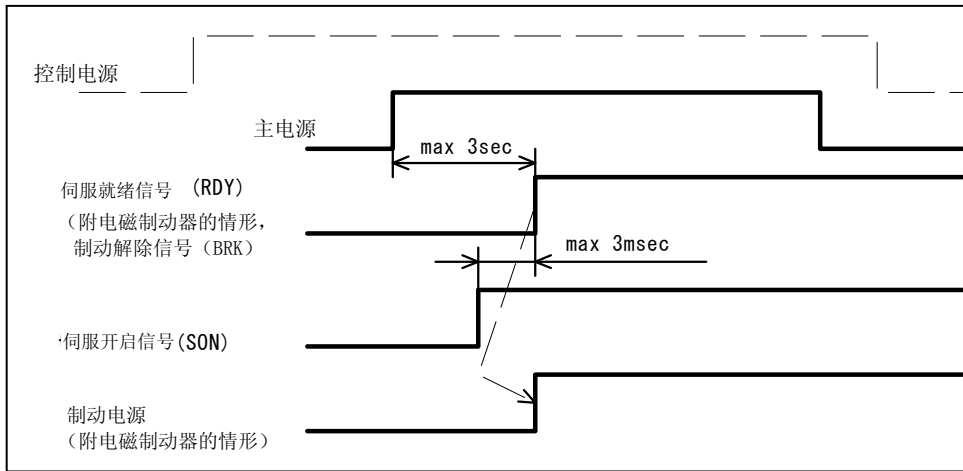 控制电源
主电源
max 3sec
伺服就绪信号 (RDY)
(附电磁制动器的情形,
制动解除信号 (BRK)
max 3msec
伺服开启信号(SON)
制动电源
(附电磁制动器的情形)